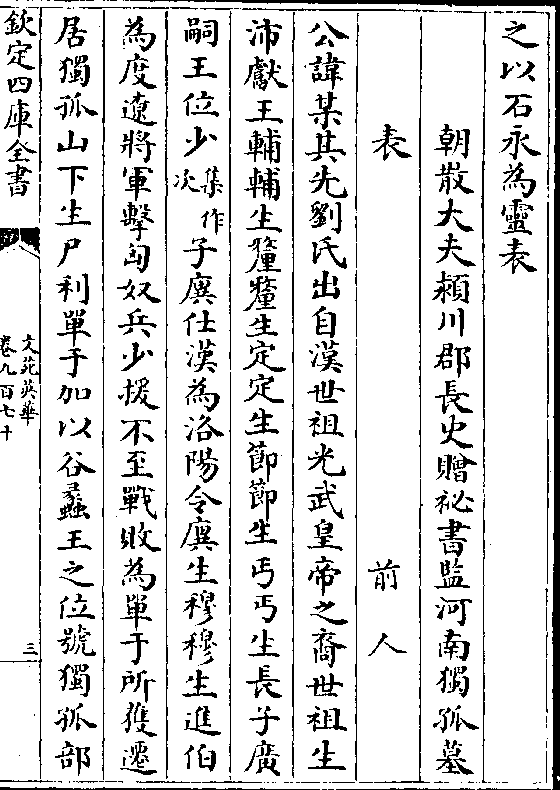 之以石永為靈表
朝散大夫潁川郡長史贈祕書監河南獨孤墓
表 前人
公諱某其先劉氏出自漢世祖光武皇帝之裔世祖生
沛獻王輔輔生釐釐生定定生節節生丐丐生長子廣
嗣王位少集作次子廙仕漢為洛陽令廙生穆穆生進伯
為度遼將軍擊匈奴兵少援不至戰敗為單于所獲遷
居獨孤山下生尸利單于加以谷蠡王之位號獨孤部
欽定四庫全書
文苑英華
卷九百七十
三